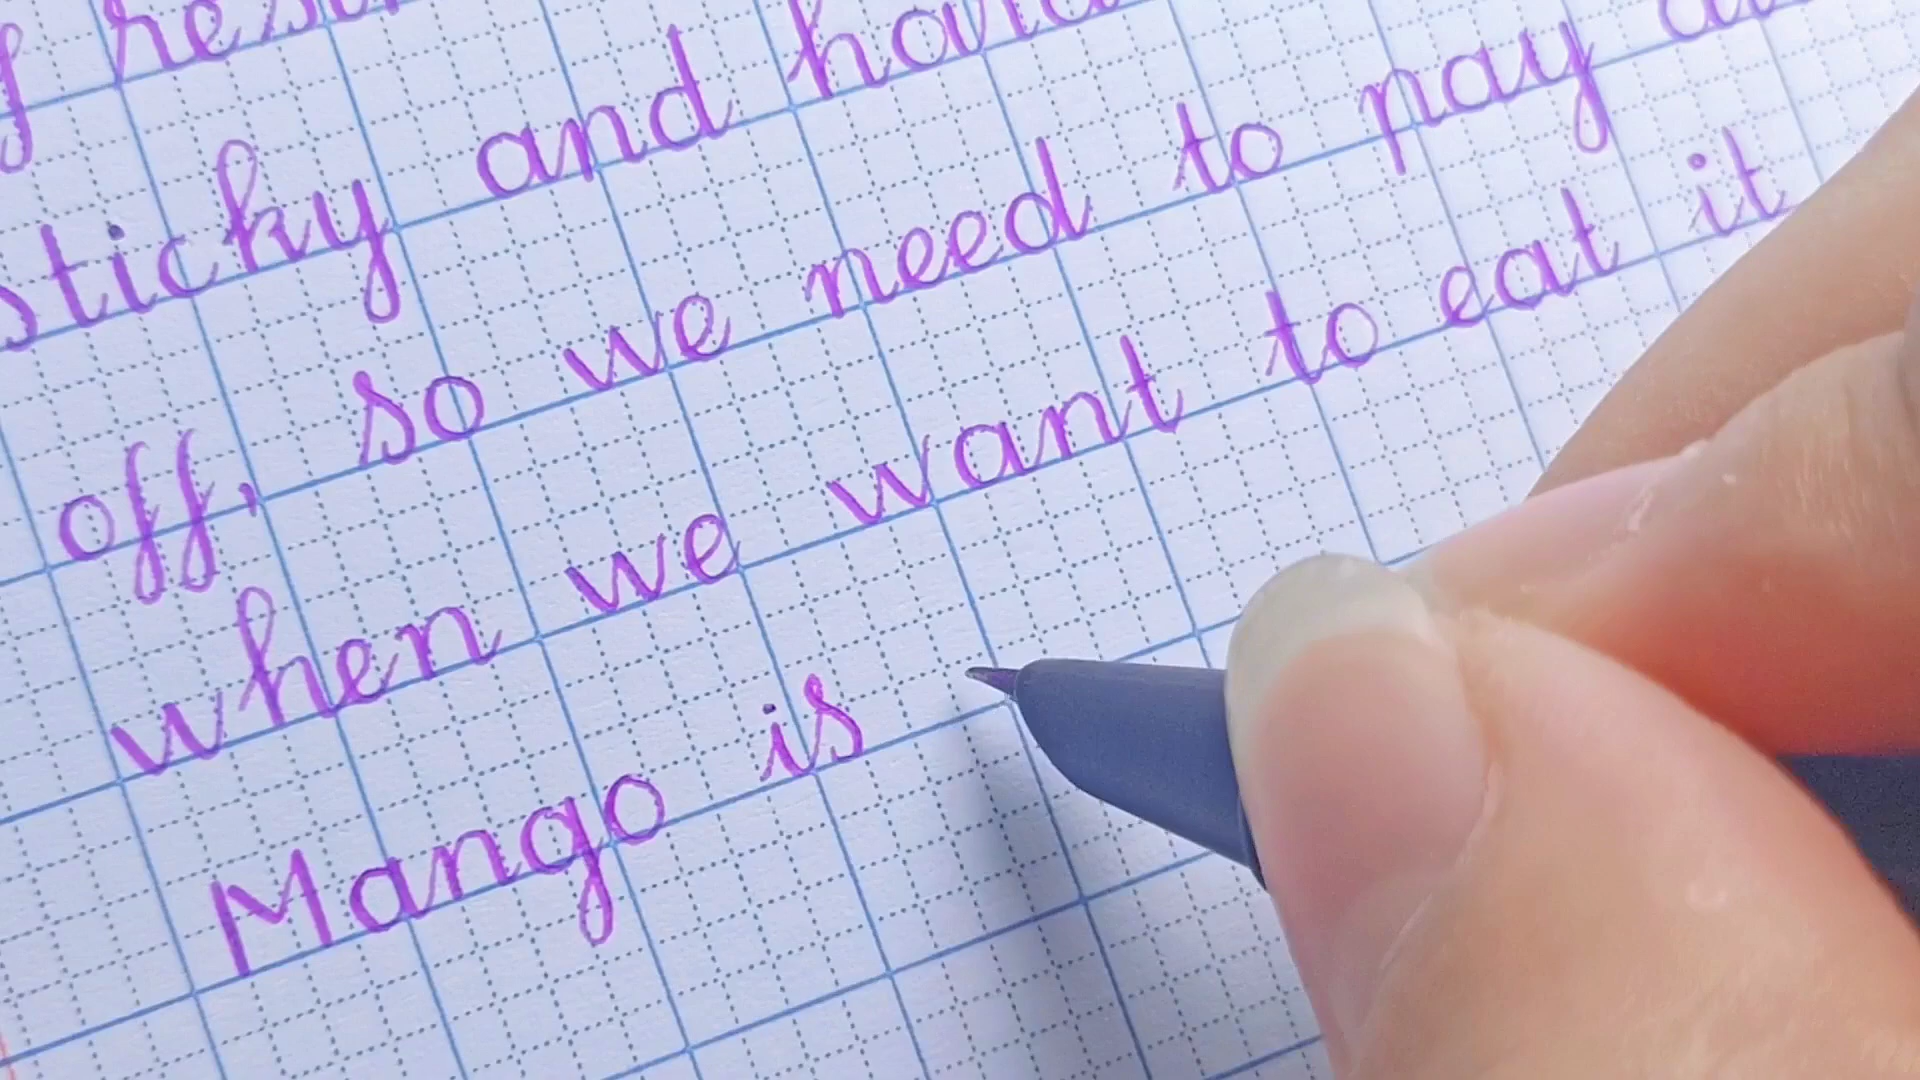 sticky and hard
off, so we need to pay
when we want to eat it
Mango is